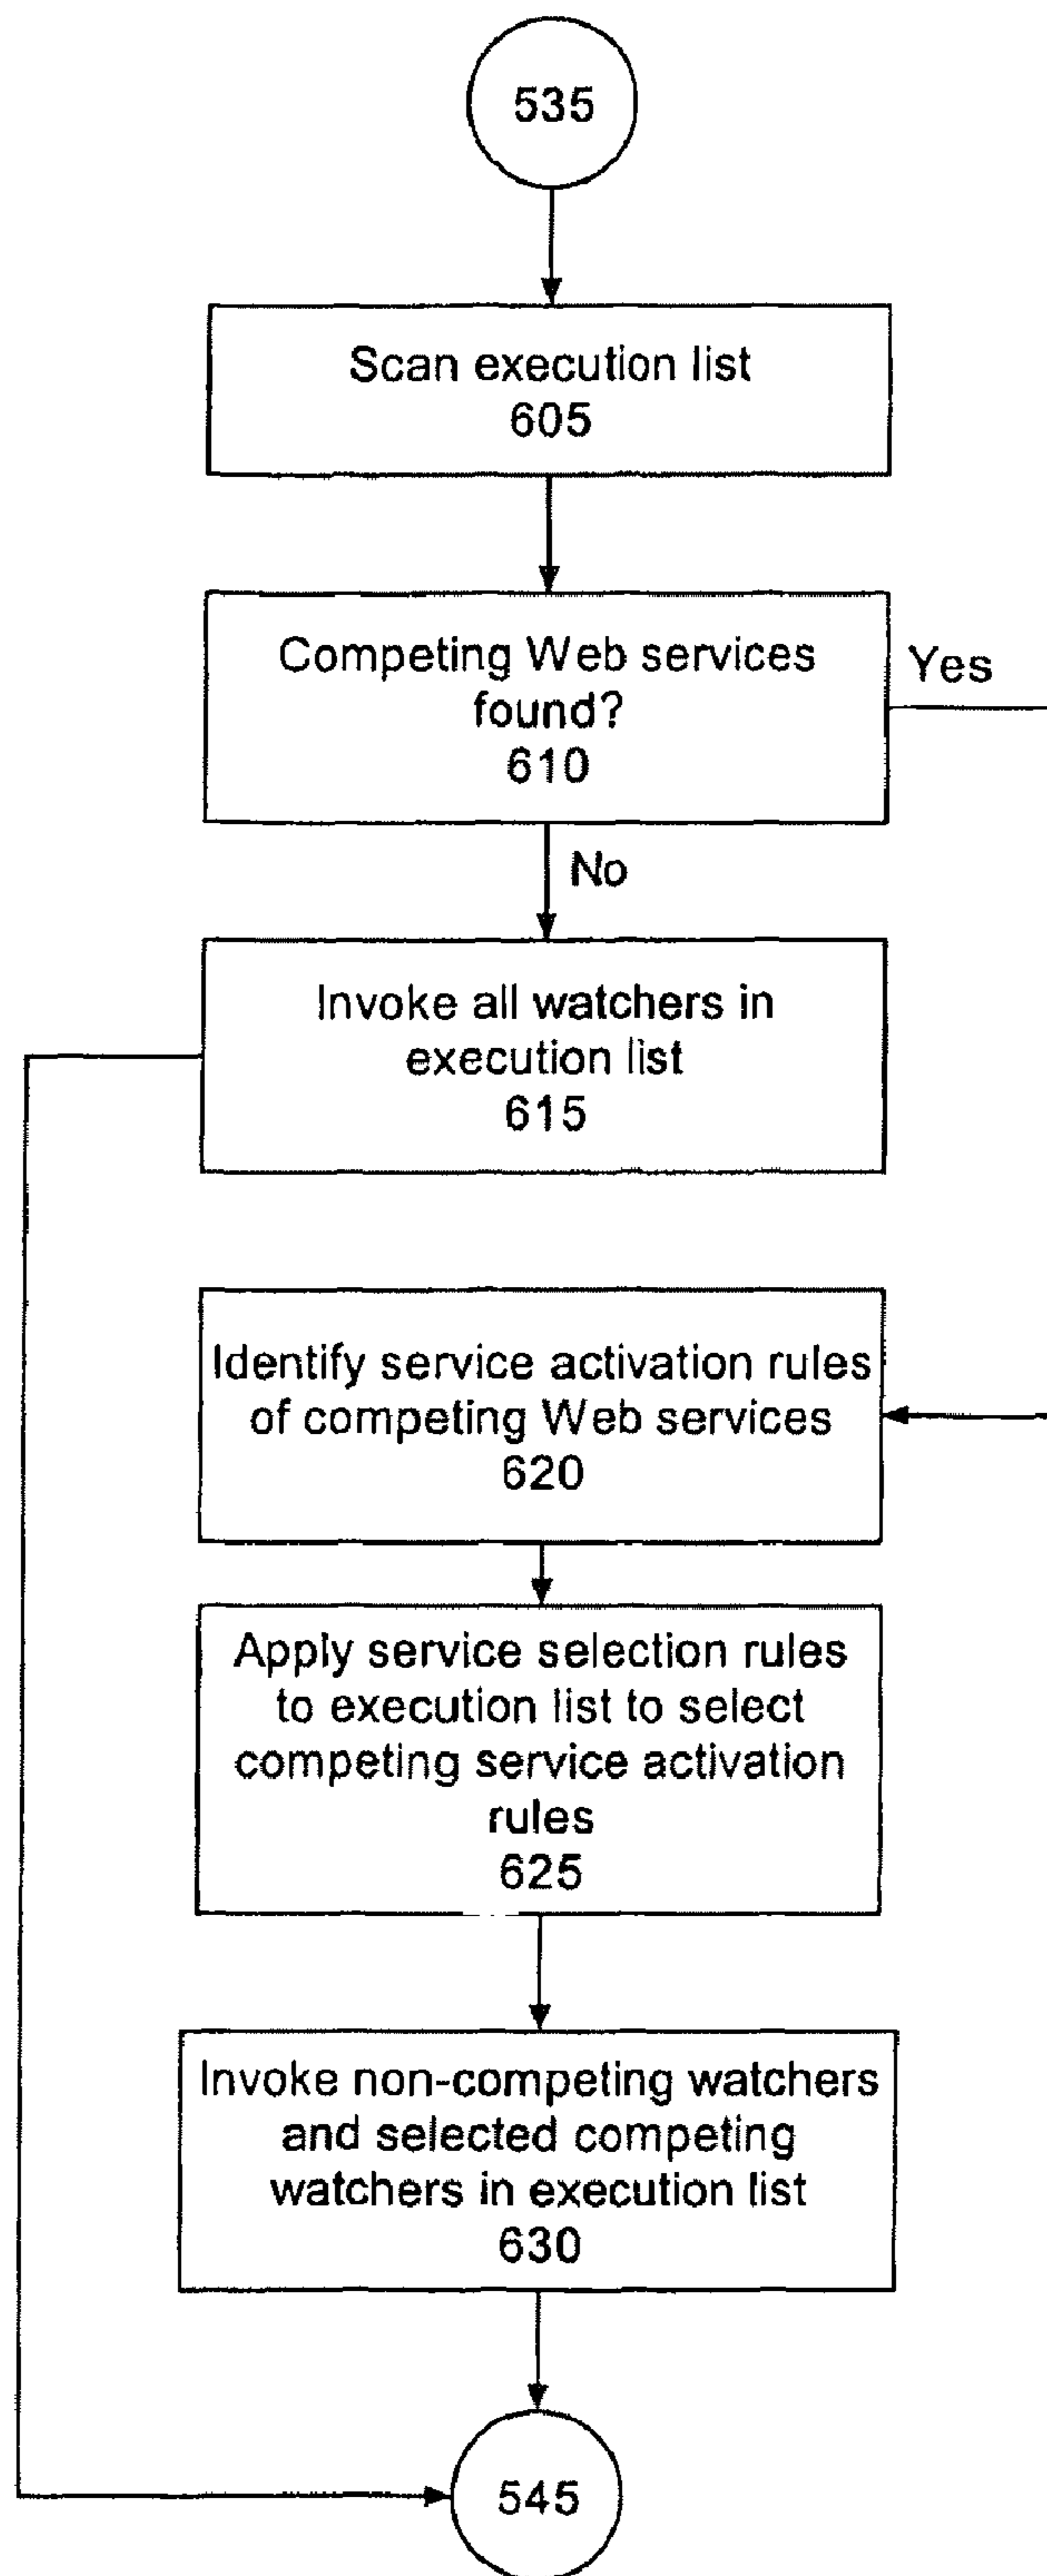 535
Scan execution list
605
Competing Web services
found?
610
Yes
No
Invoke all watchers in
execution list
615
Identify service activation rules
of competing Web services
620
Apply service selection rules
to execution list to select
competing service activation
rules
625
Invoke non-competing watchers
and selected competing
watchers in execution list
630
545